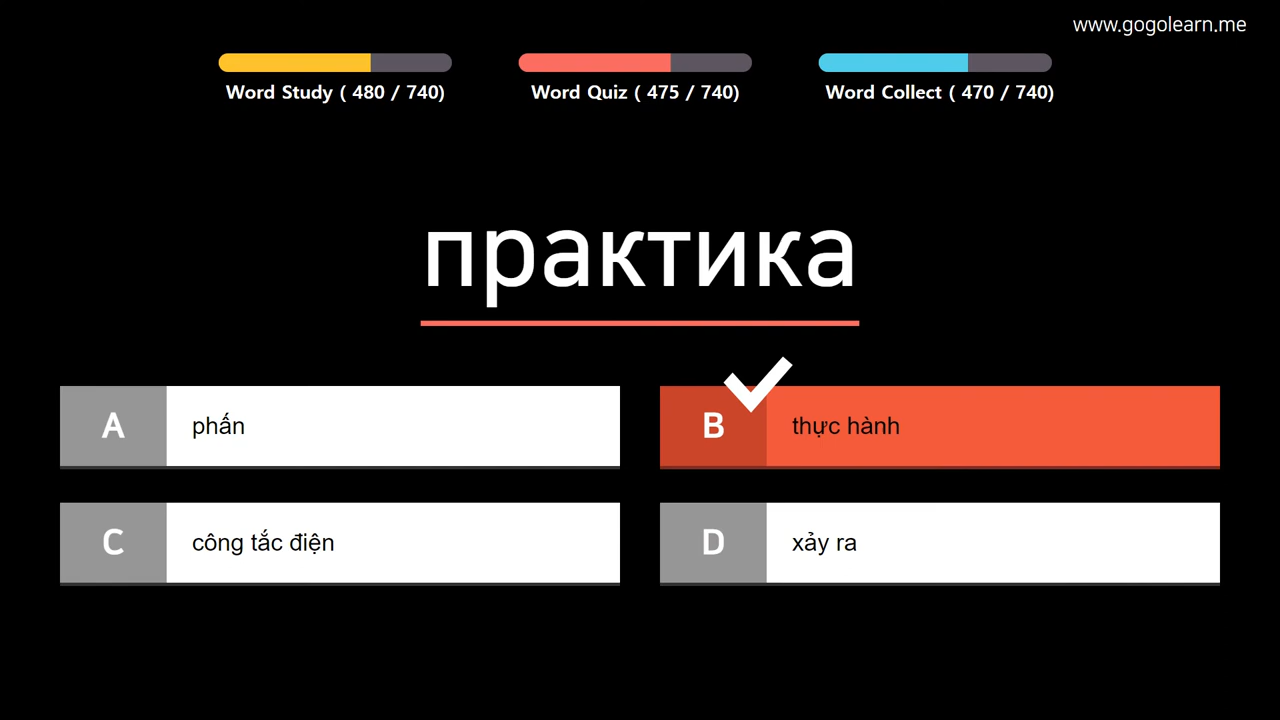 www.gogolearn.me
Word Study ( 480 / 740)
Word Quiz ( 475 / 740)
Word Collect ( 470 / 740)
практика
A phấn
B thực hành
C công tắc điện
D xảy ra